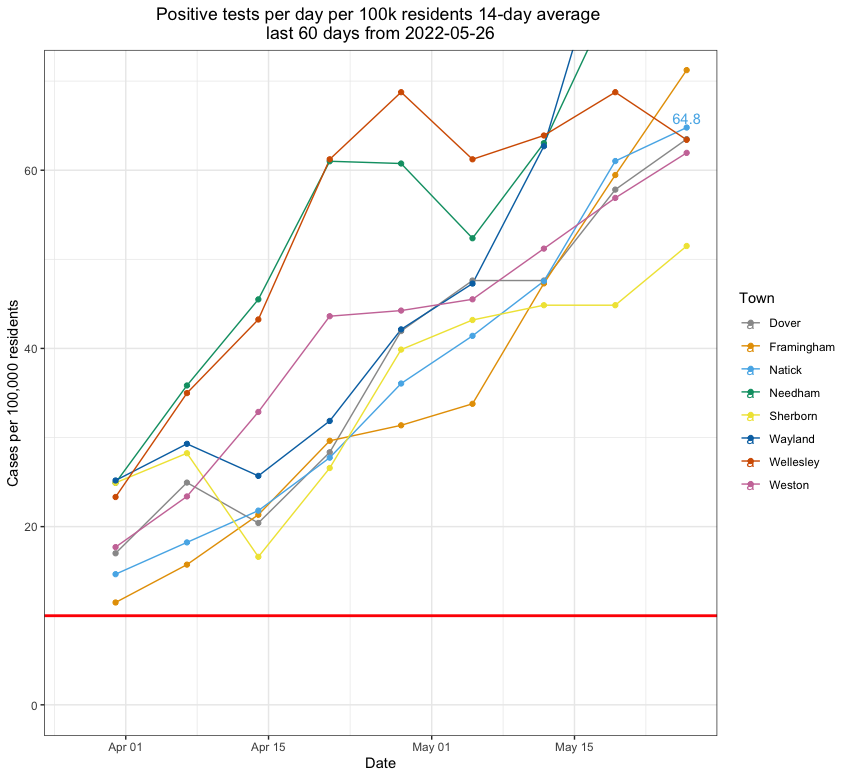 Positive tests per day per 100k residents 14-day average
last 60 days from 2022-05-26
64.8
60
40
20
0
Cases per 100,000 residents
Apr 01
Apr 15
May 01
May 15
Date
Town
a Dover
a Framingham
a Natick
a Needham
a Sherborn
a Wayland
a Wellesley
a Weston